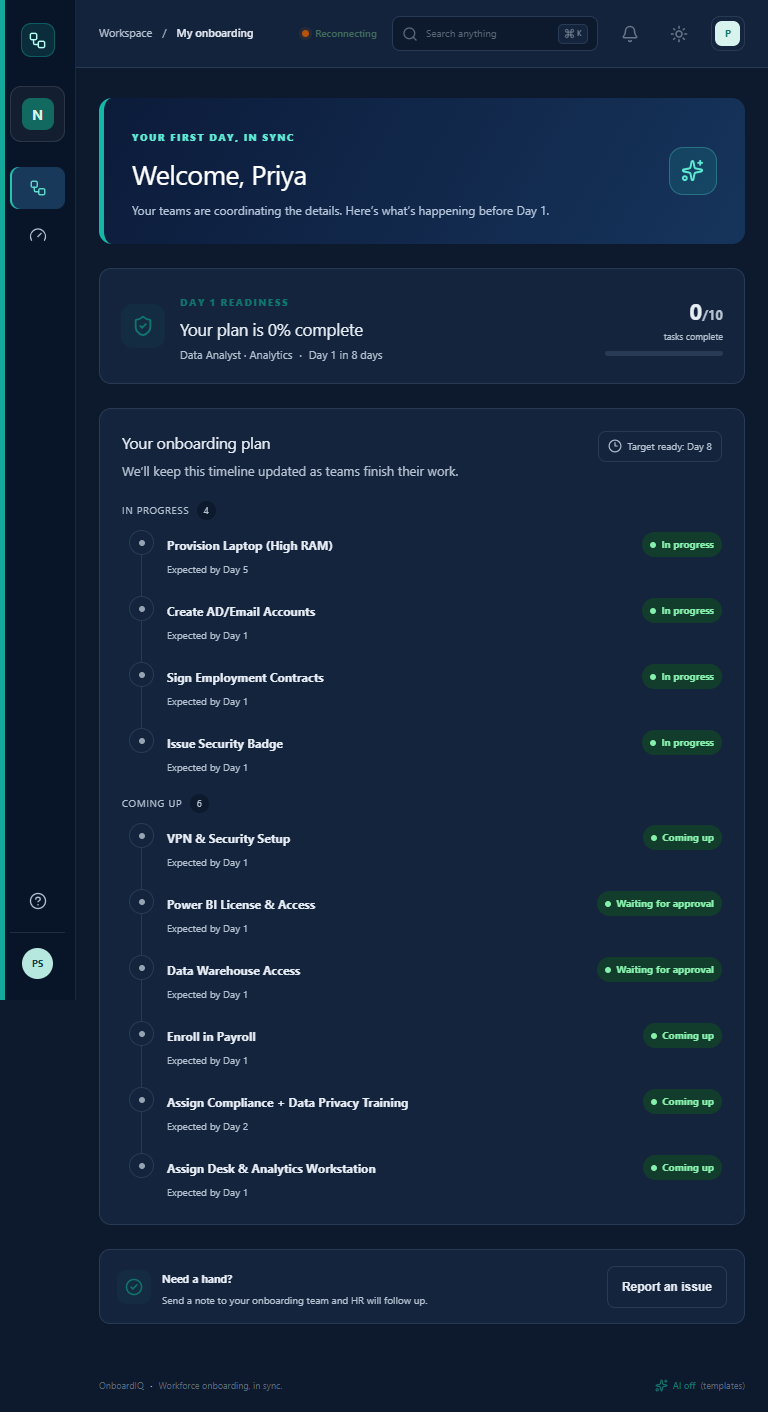 Workspace / My onboarding
Reconnecting
Search anything
⌘ K
P
N
YOUR FIRST DAY, IN SYNC
Welcome, Priya
Your teams are coordinating the details. Here's what's happening before Day 1.
DAY 1 READINESS
Your plan is 0% complete
Data Analyst · Analytics · Day 1 in 8 days
0/10
tasks complete
Your onboarding plan
We'll keep this timeline updated as teams finish their work.
Target ready: Day 8
IN PROGRESS 4
Provision Laptop (High RAM)
Expected by Day 5
In progress
Create AD/Email Accounts
Expected by Day 1
In progress
Sign Employment Contracts
Expected by Day 1
In progress
Issue Security Badge
Expected by Day 1
In progress
COMING UP 6
VPN & Security Setup
Expected by Day 1
Coming up
Power BI License & Access
Expected by Day 1
Waiting for approval
Data Warehouse Access
Expected by Day 1
Waiting for approval
Enroll in Payroll
Expected by Day 1
Coming up
Assign Compliance + Data Privacy Training
Expected by Day 2
Coming up
Assign Desk & Analytics Workstation
Expected by Day 1
Coming up
PS
Need a hand?
Send a note to your onboarding team and HR will follow up.
Report an issue
OnboardIQ · Workforce onboarding, in sync.
AI off (templates)